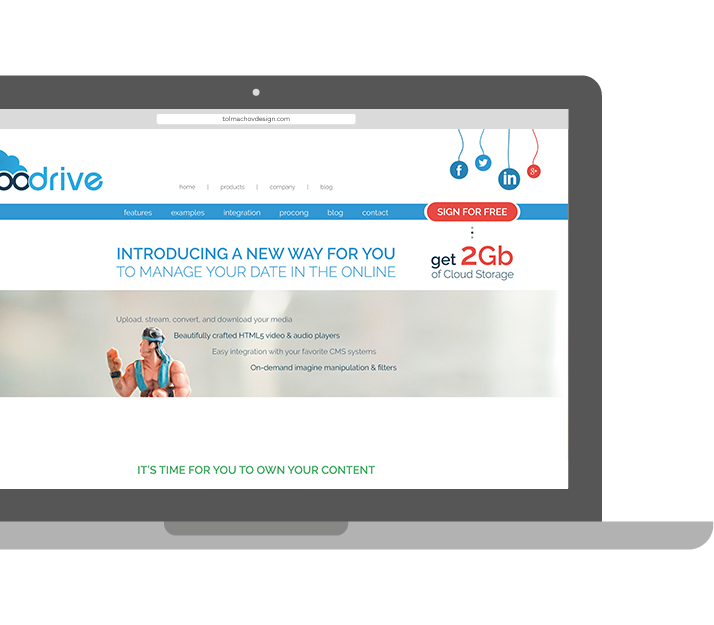 tolmachovdesign.com
drive
f
in
g+
home | products | company | blog
features examples integration procong blog contact
SIGN FOR FREE
INTRODUCING A NEW WAY FOR YOU
TO MANAGE YOUR DATE IN THE ONLINE
get 2Gb
of Cloud Storage
Upload, stream, convert, and download your media
Beautifully crafted HTML5 video & audio players
Easy integration with your favorite CMS systems
On-demand imagine manipulation & filters
IT'S TIME FOR YOU TO OWN YOUR CONTENT